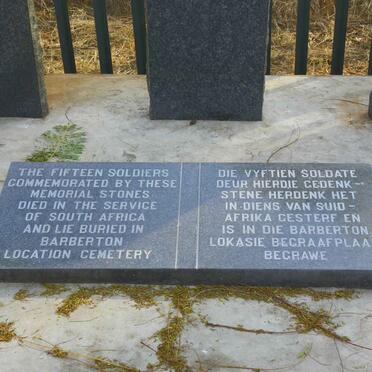 THE FIFTEEN SOLDIERS
COMMEMORATED BY THESE
MEMORIAL STONES
DIED IN THE SERVICE
OF SOUTH AFRICA
AND LIE BURIED IN
BARBERTON
LOCATION CEMETERY
DIE VYFTIEN SOLDATE
DEUR HIERDIE GEDENK-
STENE HERDENK HET
IN DIENS VAN SUID-
AFRIKA GESTERF EN
IS IN DIE BARBERTON
LOKASIE BEGRAAFPLAA
BEGRAWE